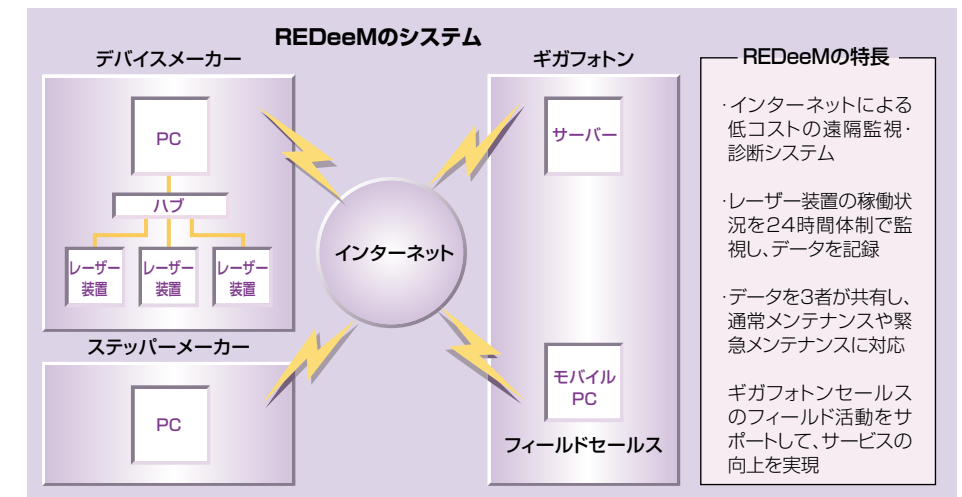 REDeeMのシステム
デバイスメーカー
PC
ハブ
レーザー
装置
レーザー
装置
レーザー
装置
ステッパーメーカー
PC
インターネット
ギガフォトン
サーバー
モバイル
PC
フィールドセールス
REDeeMの特長
・インターネットによる
低コストの遠隔監視・
診断システム
・レーザー装置の稼働状
況を24時間体制で監
視し、データを記録
・データを3者が共有し、
通常メンテナンスや緊
急メンテナンスに対応
ギガフォトンセールス
のフィールド活動をサ
ポートして、サービスの
向上を実現